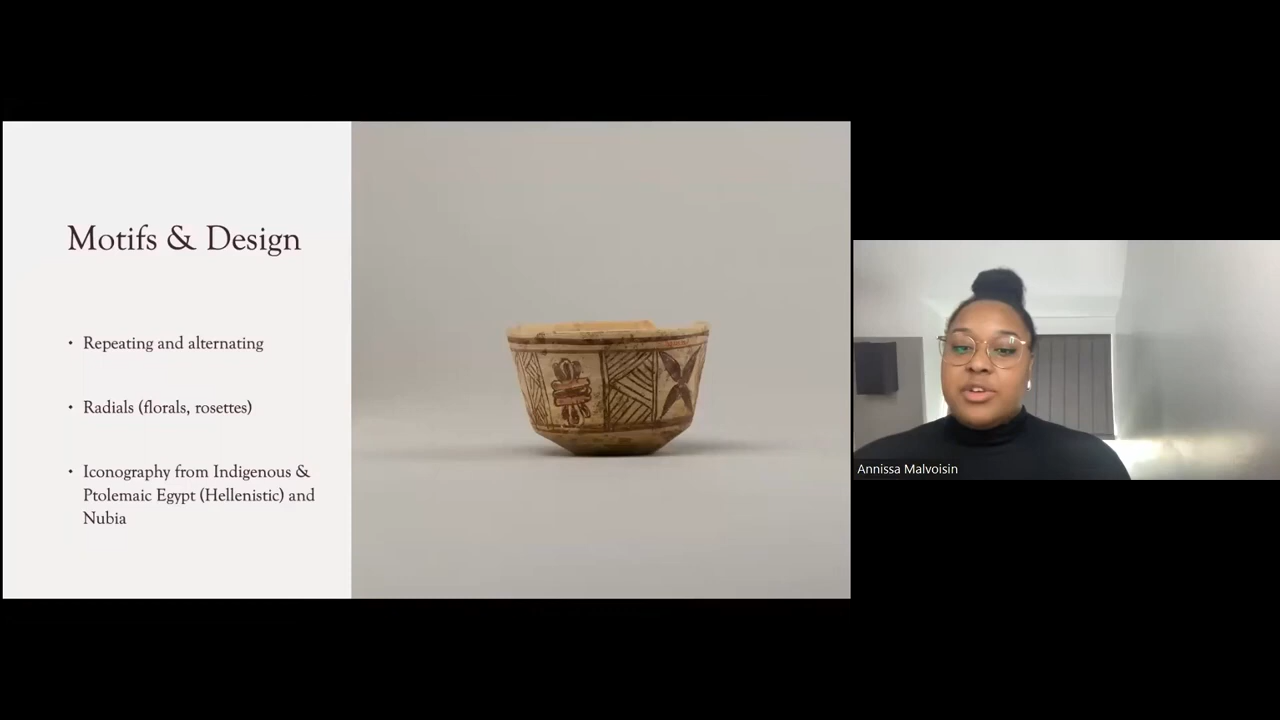 Motifs & Design
• Repeating and alternating
• Radials (florals, rosettes)
• Iconography from Indigenous &
Ptolemaic Egypt (Hellenistic) and
Nubia
Annissa Malvoisin